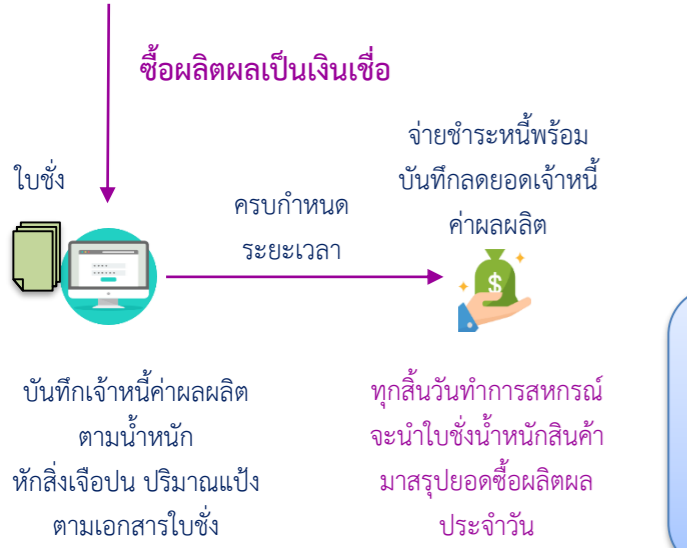 ซื้อผลิตผลเป็นเงินเชื่อ
ใบชั่ง
ครบกำหนด
ระยะเวลา
จ่ายชำระหนี้พร้อม
บันทึกลดยอดเจ้าหนี้
ค่าผลผลิต
$
บันทึกเจ้าหนี้ค่าผลผลิต
ตามน้ำหนัก
หักสิ่งเจือปน ปริมาณแป้ง
ตามเอกสารใบชั่ง
ทุกสิ้นวันทำการสหกรณ์
จะนำใบชั่งน้ำหนักสินค้า
มาสรุปยอดซื้อผลิตผล
ประจำวัน